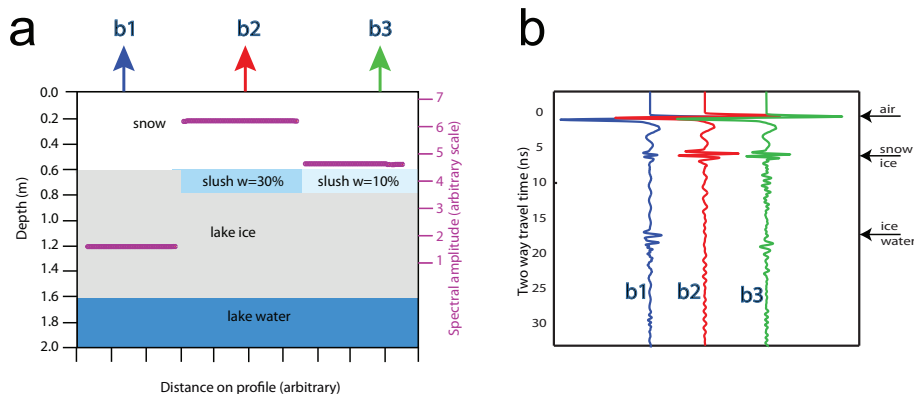 a
b1
b2
b3
0.0
0.2
0.4
0.6
0.8
1.0
1.2
1.4
1.6
1.8
2.0
Depth (m)
snow
slush w=30%
slush w=10%
lake ice
lake water
7
6
5
4
3
2
1
Spectral amplitude (arbitrary scale)
Distance on profile (arbitrary)
b
0
5
10
15
20
25
30
Two way travel time (ns)
b1
b2
b3
air
snow
ice
ice
water